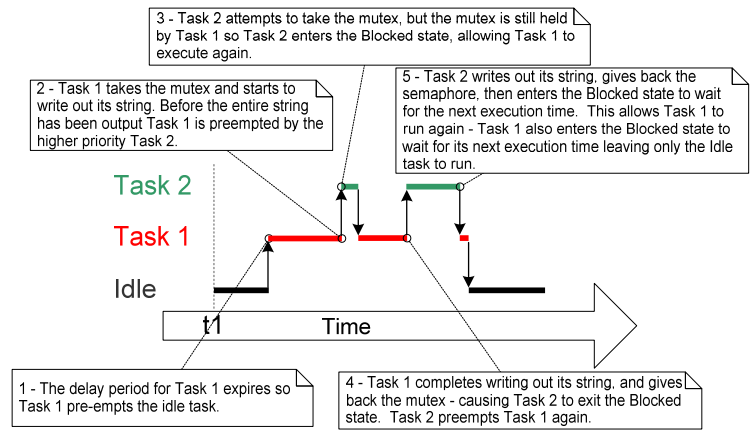 3 - Task 2 attempts to take the mutex, but the mutex is still held
by Task 1 so Task 2 enters the Blocked state, allowing Task 1 to
execute again.
2 - Task 1 takes the mutex and starts to
write out its string. Before the entire string
has been output Task 1 is preempted by the
higher priority Task 2.
5 - Task 2 writes out its string, gives back the
semaphore, then enters the Blocked state to wait
for the next execution time.  This allows Task 1 to
run again - Task 1 also enters the Blocked state to
wait for its next execution time leaving only the Idle
task to run.
Task 2
Task 1
Idle
t1
Time
1 - The delay period for Task 1 expires so
Task 1 pre-empts the idle task.
4 - Task 1 completes writing out its string, and gives
back the mutex - causing Task 2 to exit the Blocked
state.  Task 2 preempts Task 1 again.